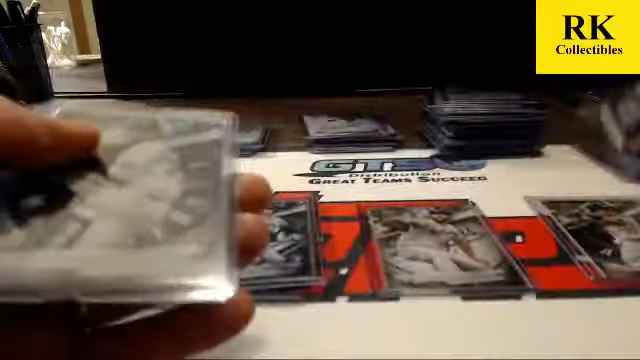 RK
Collectibles
GTS
Distribution
GREAT TEAMS SUCCEED